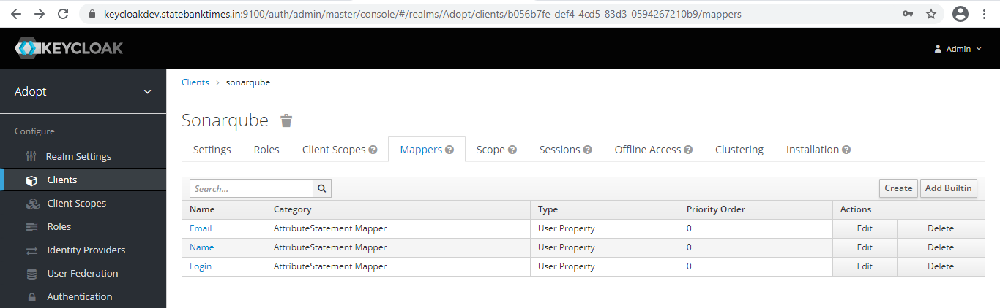 keycloakdev.statebanktimes.in:9100/auth/admin/master/console/#/realms/Adopt/clients/b056b7fe-def4-4cd5-83d3-0594267210b9/mappers
KEYCLOAK
Admin
Adopt
Clients › sonarqube
Sonarqube
Configure
Realm Settings
Clients
Client Scopes
Roles
Identity Providers
User Federation
Authentication
Settings Roles Client Scopes ? Mappers ? Scope ? Sessions ? Offline Access ? Clustering Installation ?
Search... Create Add Builtin
Name Category Type Priority Order Actions
Email AttributeStatement Mapper User Property 0 Edit Delete
Name AttributeStatement Mapper User Property 0 Edit Delete
Login AttributeStatement Mapper User Property 0 Edit Delete